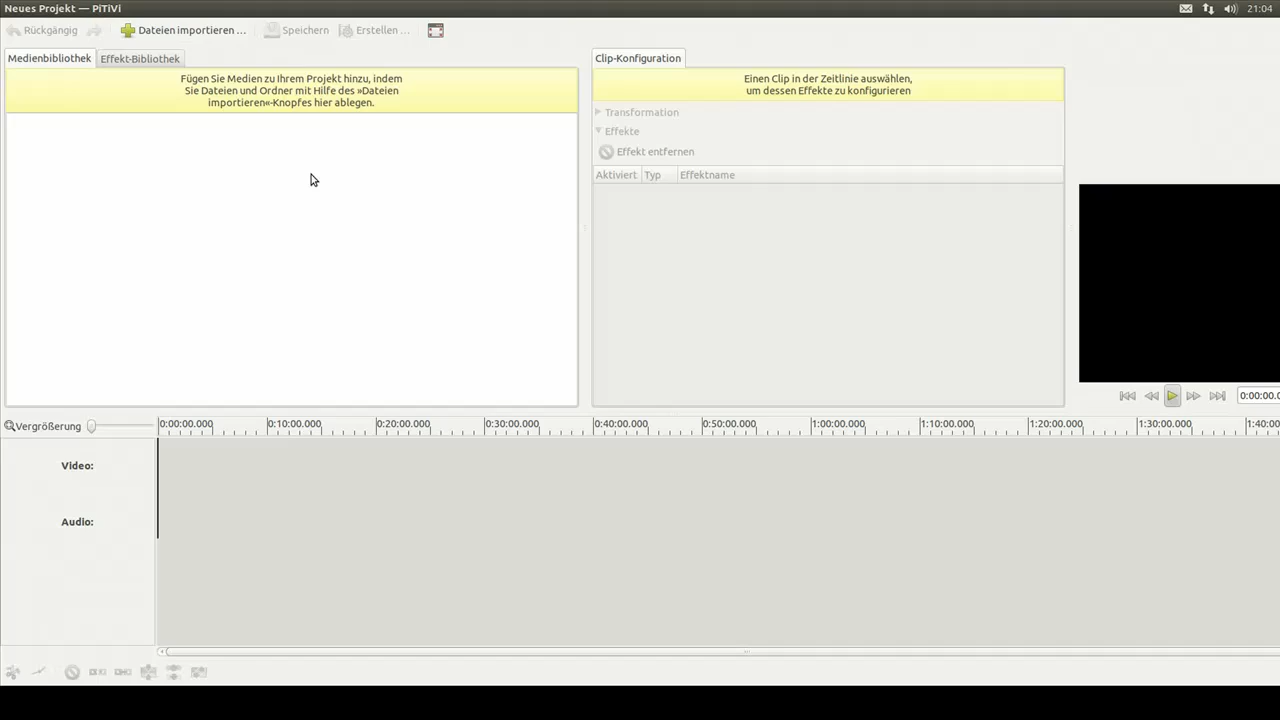 Neues Projekt — PiTiVi
21:04
Rückgängig
Dateien importieren ...
Speichern
Erstellen ...
Medienbibliothek
Effekt-Bibliothek
Fügen Sie Medien zu Ihrem Projekt hinzu, indem
Sie Dateien und Ordner mit Hilfe des »Dateien
importieren«-Knopfes hier ablegen.
Clip-Konfiguration
Einen Clip in der Zeitlinie auswählen,
um dessen Effekte zu konfigurieren
Transformation
Effekte
Effekt entfernen
Aktiviert Typ Effektname
0:00:00.0
Vergrößerung
0:00:00.000 0:10:00.000 0:20:00.000 0:30:00.000 0:40:00.000 0:50:00.000 1:00:00.000 1:10:00.000 1:20:00.000 1:30:00.000 1:40:00
Video:
Audio: